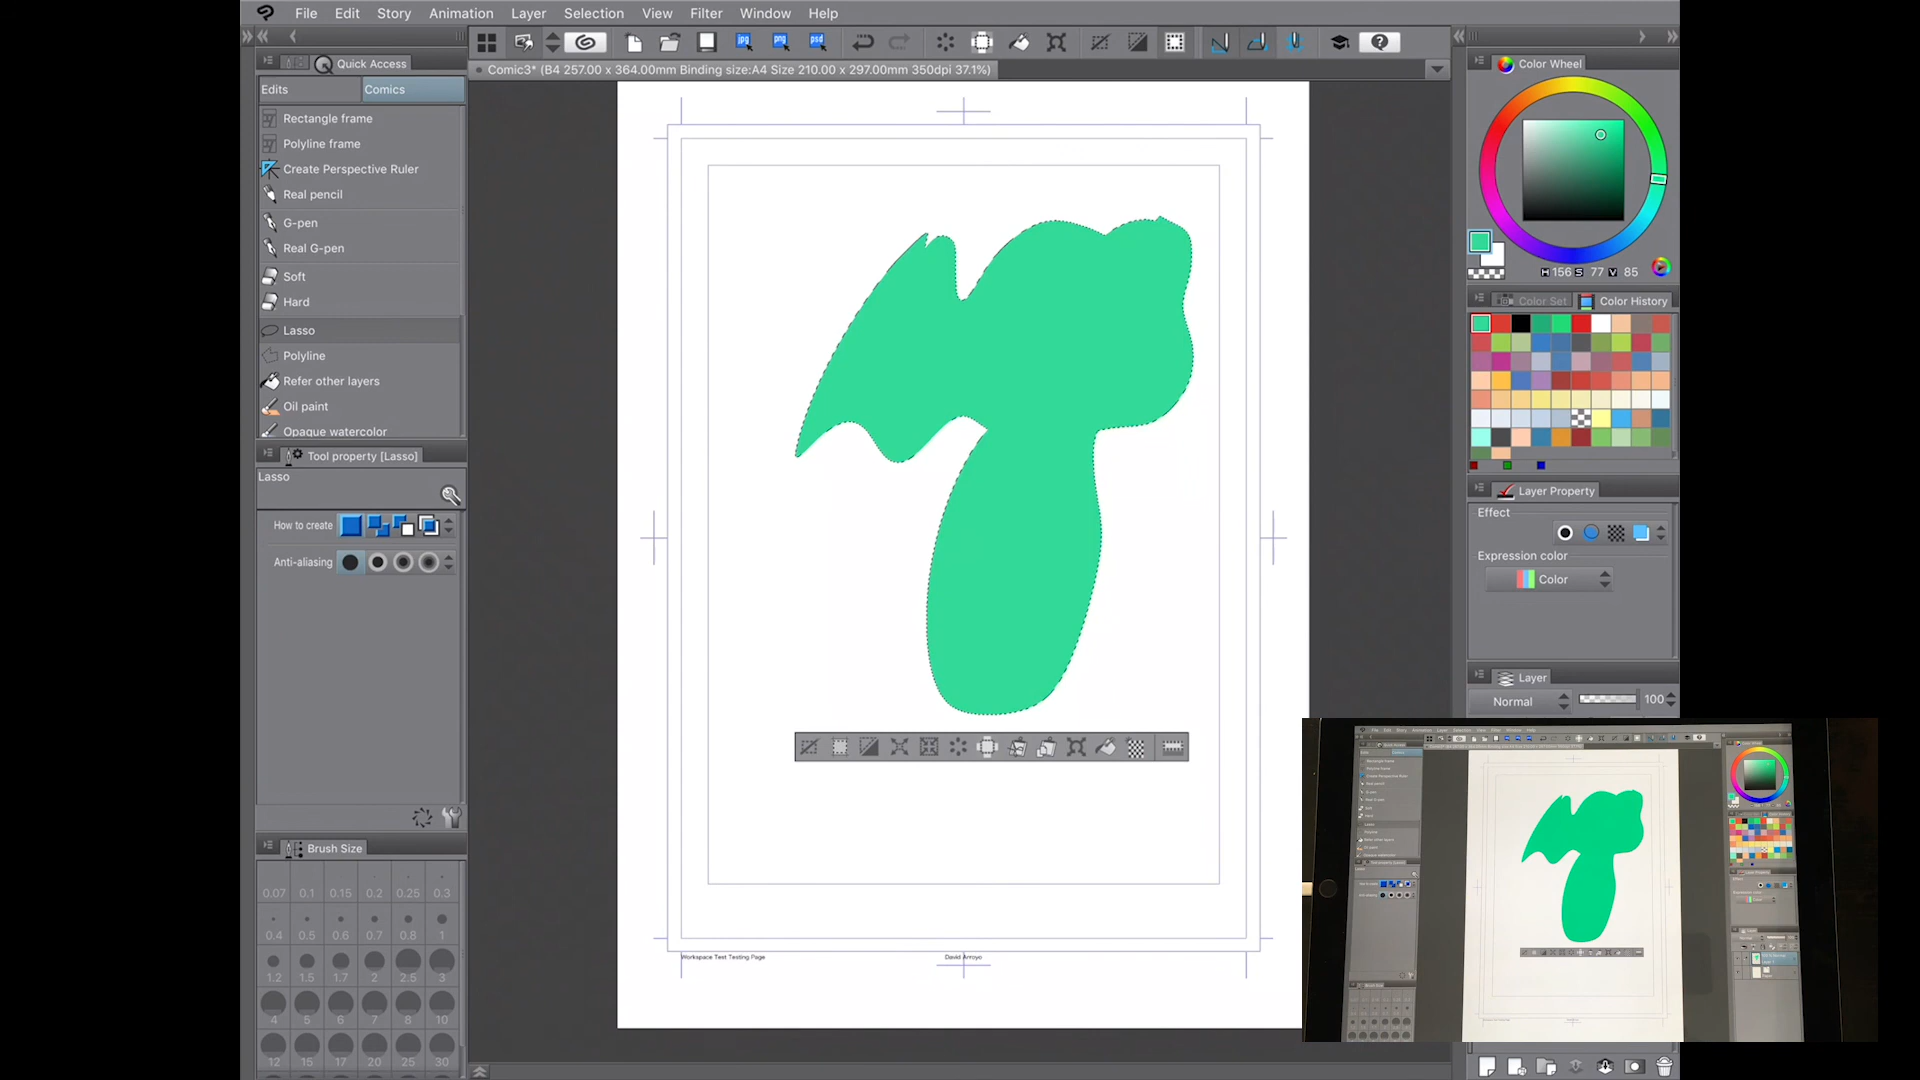 File Edit Story Animation Layer Selection View Filter Window Help
Quick Access
Comic3* (B4 257.00 x 364.00mm Binding size:A4 Size 210.00 x 297.00mm 350dpi 37.1%)
Color Wheel
Edits
Comics
Rectangle frame
Polyline frame
Create Perspective Ruler
Real pencil
G-pen
Real G-pen
Soft
Hard
Lasso
Polyline
Refer other layers
Oil paint
Opaque watercolor
Tool property [Lasso]
Lasso
How to create
Anti-aliasing
Brush Size
0.07 0.1 0.15 0.2 0.25 0.3
0.4 0.5 0.6 0.7 0.8 1
1.2 1.5 1.7 2 2.5 3
4 5 6 7 8 10
12 15 17 20 25 30
jpg png psd
Workspace Text Testing Page
David Arroyo
H 156 S 77 V 85
Color Set
Color History
Layer Property
Effect
Expression color
Color
Layer
Normal
100